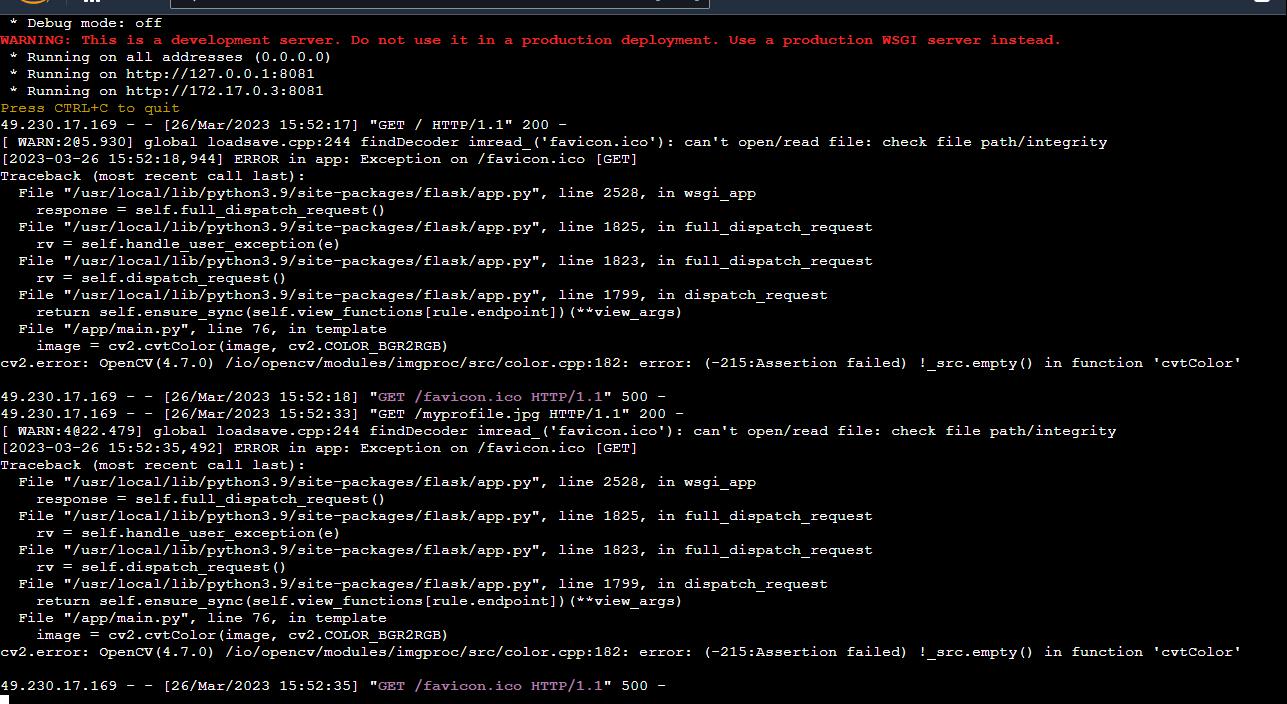 * Debug mode: off
WARNING: This is a development server. Do not use it in a production deployment. Use a production WSGI server instead.
* Running on all addresses (0.0.0.0)
* Running on http://127.0.0.1:8081
* Running on http://172.17.0.3:8081
Press CTRL+C to quit
49.230.17.169 - - [26/Mar/2023 15:52:17] "GET / HTTP/1.1" 200 -
[ WARN:2@5.930] global loadsave.cpp:244 findDecoder imread_('favicon.ico'): can't open/read file: check file path/integrity
[2023-03-26 15:52:18,944] ERROR in app: Exception on /favicon.ico [GET]
Traceback (most recent call last):
  File "/usr/local/lib/python3.9/site-packages/flask/app.py", line 2528, in wsgi_app
    response = self.full_dispatch_request()
  File "/usr/local/lib/python3.9/site-packages/flask/app.py", line 1825, in full_dispatch_request
    rv = self.handle_user_exception(e)
  File "/usr/local/lib/python3.9/site-packages/flask/app.py", line 1823, in full_dispatch_request
    rv = self.dispatch_request()
  File "/usr/local/lib/python3.9/site-packages/flask/app.py", line 1799, in dispatch_request
    return self.ensure_sync(self.view_functions[rule.endpoint])(**view_args)
  File "/app/main.py", line 76, in template
    image = cv2.cvtColor(image, cv2.COLOR_BGR2RGB)
cv2.error: OpenCV(4.7.0) /io/opencv/modules/imgproc/src/color.cpp:182: error: (-215:Assertion failed) !_src.empty() in function 'cvtColor'

49.230.17.169 - - [26/Mar/2023 15:52:18] "GET /favicon.ico HTTP/1.1" 500 -
49.230.17.169 - - [26/Mar/2023 15:52:33] "GET /myprofile.jpg HTTP/1.1" 200 -
[ WARN:4@22.479] global loadsave.cpp:244 findDecoder imread_('favicon.ico'): can't open/read file: check file path/integrity
[2023-03-26 15:52:35,492] ERROR in app: Exception on /favicon.ico [GET]
Traceback (most recent call last):
  File "/usr/local/lib/python3.9/site-packages/flask/app.py", line 2528, in wsgi_app
    response = self.full_dispatch_request()
  File "/usr/local/lib/python3.9/site-packages/flask/app.py", line 1825, in full_dispatch_request
    rv = self.handle_user_exception(e)
  File "/usr/local/lib/python3.9/site-packages/flask/app.py", line 1823, in full_dispatch_request
    rv = self.dispatch_request()
  File "/usr/local/lib/python3.9/site-packages/flask/app.py", line 1799, in dispatch_request
    return self.ensure_sync(self.view_functions[rule.endpoint])(**view_args)
  File "/app/main.py", line 76, in template
    image = cv2.cvtColor(image, cv2.COLOR_BGR2RGB)
cv2.error: OpenCV(4.7.0) /io/opencv/modules/imgproc/src/color.cpp:182: error: (-215:Assertion failed) !_src.empty() in function 'cvtColor'

49.230.17.169 - - [26/Mar/2023 15:52:35] "GET /favicon.ico HTTP/1.1" 500 -